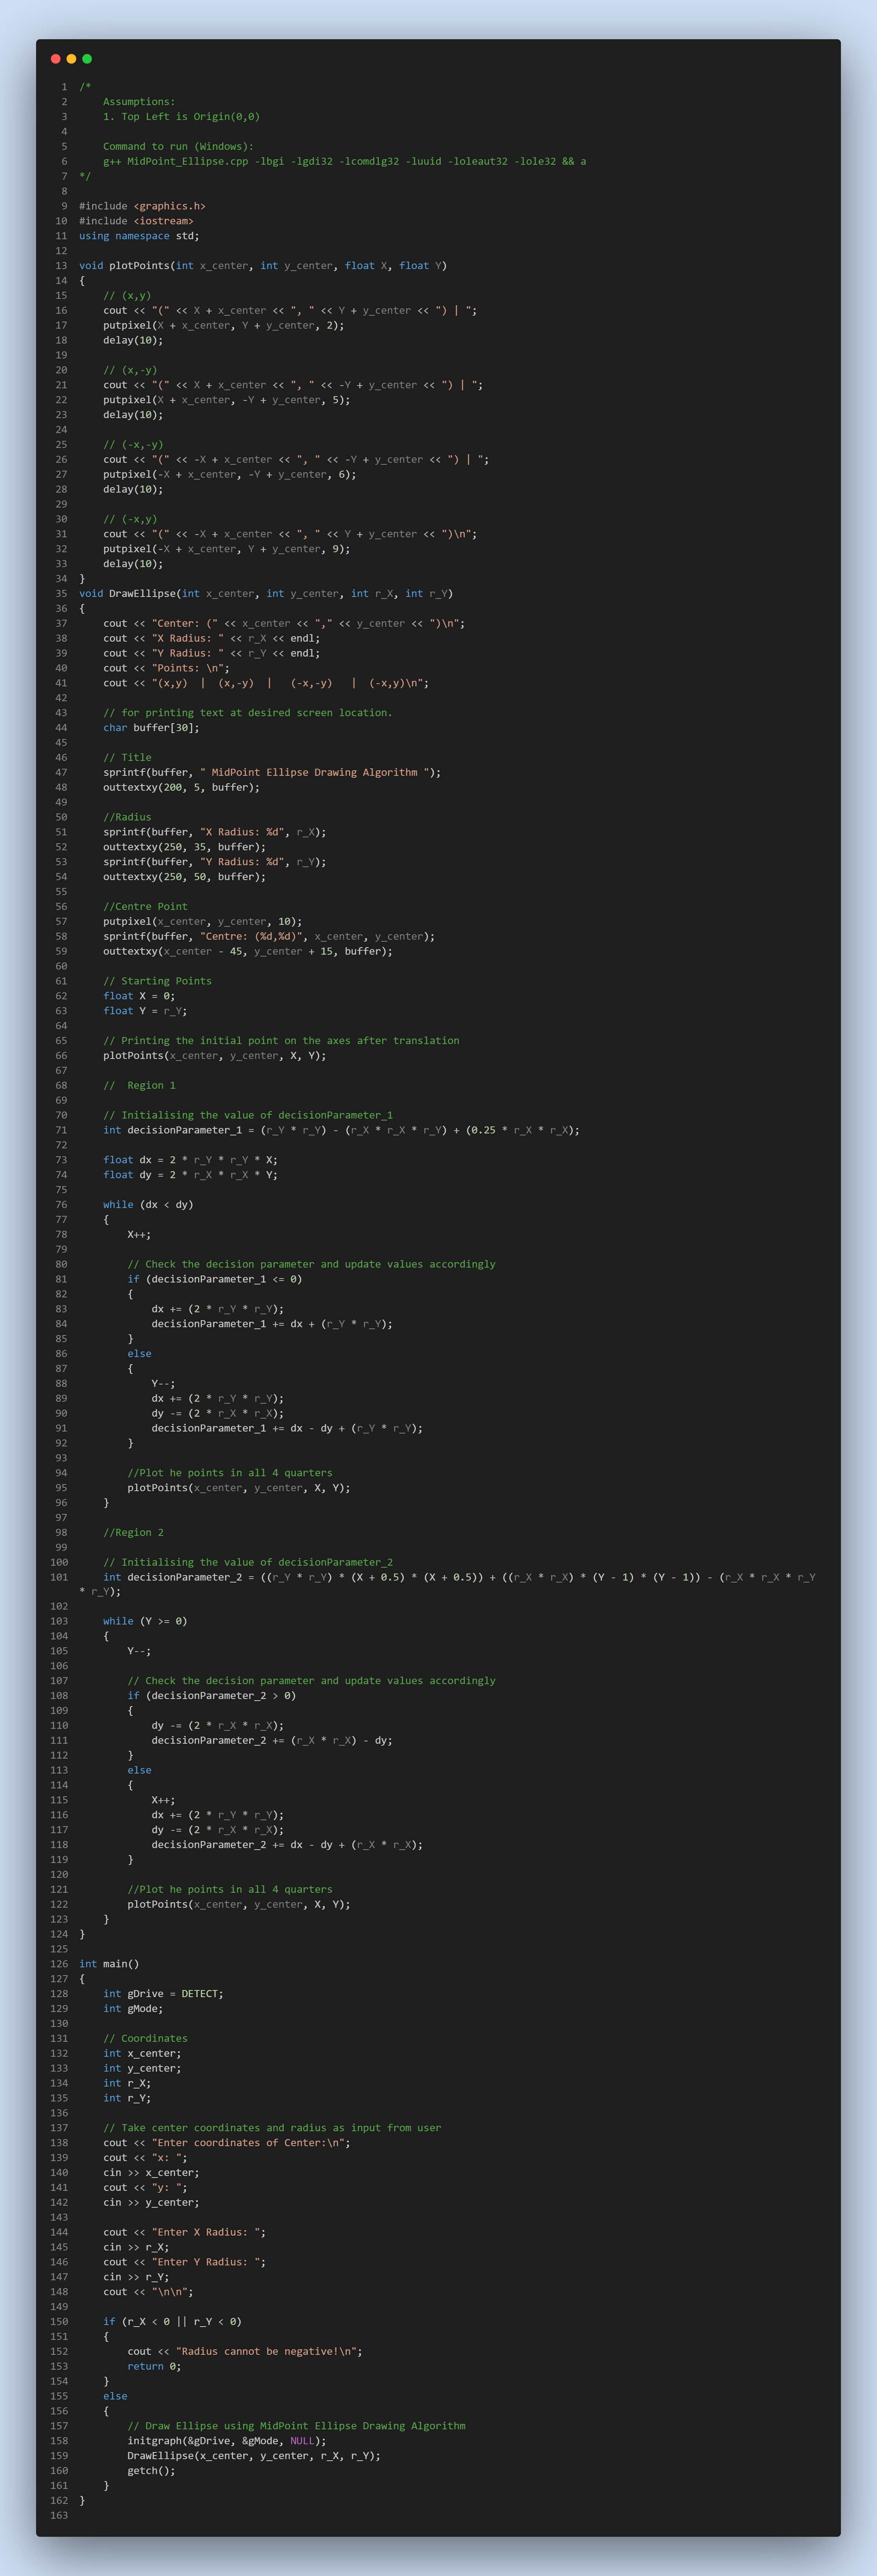 1 /*
2     Assumptions:
3     1. Top Left is Origin(0,0)
4
5     Command to run (Windows):
6     g++ MidPoint_Ellipse.cpp -lbgi -lgdi32 -lcomdlg32 -luuid -loleaut32 -lole32 && a
7 */
8
9 #include <graphics.h>
10 #include <iostream>
11 using namespace std;
12
13 void plotPoints(int x_center, int y_center, float X, float Y)
14 {
15     // (x,y)
16     cout << "(" << X + x_center << ", " << Y + y_center << ") | ";
17     putpixel(X + x_center, Y + y_center, 2);
18     delay(10);
19
20     // (x,-y)
21     cout << "(" << X + x_center << ", " << -Y + y_center << ") | ";
22     putpixel(X + x_center, -Y + y_center, 5);
23     delay(10);
24
25     // (-x,-y)
26     cout << "(" << -X + x_center << ", " << -Y + y_center << ") | ";
27     putpixel(-X + x_center, -Y + y_center, 6);
28     delay(10);
29
30     // (-x,y)
31     cout << "(" << -X + x_center << ", " << Y + y_center << ")\n";
32     putpixel(-X + x_center, Y + y_center, 9);
33     delay(10);
34 }
35 void DrawEllipse(int x_center, int y_center, int r_X, int r_Y)
36 {
37     cout << "Center: (" << x_center << "," << y_center << ")\n";
38     cout << "X Radius: " << r_X << endl;
39     cout << "Y Radius: " << r_Y << endl;
40     cout << "Points: \n";
41     cout << "(x,y)  |  (x,-y)  |   (-x,-y)   |  (-x,y)\n";
42
43     // for printing text at desired screen location.
44     char buffer[30];
45
46     // Title
47     sprintf(buffer, " MidPoint Ellipse Drawing Algorithm ");
48     outtextxy(200, 5, buffer);
49
50     //Radius
51     sprintf(buffer, "X Radius: %d", r_X);
52     outtextxy(250, 35, buffer);
53     sprintf(buffer, "Y Radius: %d", r_Y);
54     outtextxy(250, 50, buffer);
55
56     //Centre Point
57     putpixel(x_center, y_center, 10);
58     sprintf(buffer, "Centre: (%d,%d)", x_center, y_center);
59     outtextxy(x_center - 45, y_center + 15, buffer);
60
61     // Starting Points
62     float X = 0;
63     float Y = r_Y;
64
65     // Printing the initial point on the axes after translation
66     plotPoints(x_center, y_center, X, Y);
67
68     //  Region 1
69
70     // Initialising the value of decisionParameter_1
71     int decisionParameter_1 = (r_Y * r_Y) - (r_X * r_X * r_Y) + (0.25 * r_X * r_X);
72
73     float dx = 2 * r_Y * r_Y * X;
74     float dy = 2 * r_X * r_X * Y;
75
76     while (dx < dy)
77     {
78         X++;
79
80         // Check the decision parameter and update values accordingly
81         if (decisionParameter_1 <= 0)
82         {
83             dx += (2 * r_Y * r_Y);
84             decisionParameter_1 += dx + (r_Y * r_Y);
85         }
86         else
87         {
88             Y--;
89             dx += (2 * r_Y * r_Y);
90             dy -= (2 * r_X * r_X);
91             decisionParameter_1 += dx - dy + (r_Y * r_Y);
92         }
93
94         //Plot he points in all 4 quarters
95         plotPoints(x_center, y_center, X, Y);
96     }
97
98     //Region 2
99
100     // Initialising the value of decisionParameter_2
101     int decisionParameter_2 = ((r_Y * r_Y) * (X + 0.5) * (X + 0.5)) + ((r_X * r_X) * (Y - 1) * (Y - 1)) - (r_X * r_X * r_Y
* r_Y);
102
103     while (Y >= 0)
104     {
105         Y--;
106
107         // Check the decision parameter and update values accordingly
108         if (decisionParameter_2 > 0)
109         {
110             dy -= (2 * r_X * r_X);
111             decisionParameter_2 += (r_X * r_X) - dy;
112         }
113         else
114         {
115             X++;
116             dx += (2 * r_Y * r_Y);
117             dy -= (2 * r_X * r_X);
118             decisionParameter_2 += dx - dy + (r_X * r_X);
119         }
120
121         //Plot he points in all 4 quarters
122         plotPoints(x_center, y_center, X, Y);
123     }
124 }
125
126 int main()
127 {
128     int gDrive = DETECT;
129     int gMode;
130
131     // Coordinates
132     int x_center;
133     int y_center;
134     int r_X;
135     int r_Y;
136
137     // Take center coordinates and radius as input from user
138     cout << "Enter coordinates of Center:\n";
139     cout << "x: ";
140     cin >> x_center;
141     cout << "y: ";
142     cin >> y_center;
143
144     cout << "Enter X Radius: ";
145     cin >> r_X;
146     cout << "Enter Y Radius: ";
147     cin >> r_Y;
148     cout << "\n\n";
149
150     if (r_X < 0 || r_Y < 0)
151     {
152         cout << "Radius cannot be negative!\n";
153         return 0;
154     }
155     else
156     {
157         // Draw Ellipse using MidPoint Ellipse Drawing Algorithm
158         initgraph(&gDrive, &gMode, NULL);
159         DrawEllipse(x_center, y_center, r_X, r_Y);
160         getch();
161     }
162 }
163